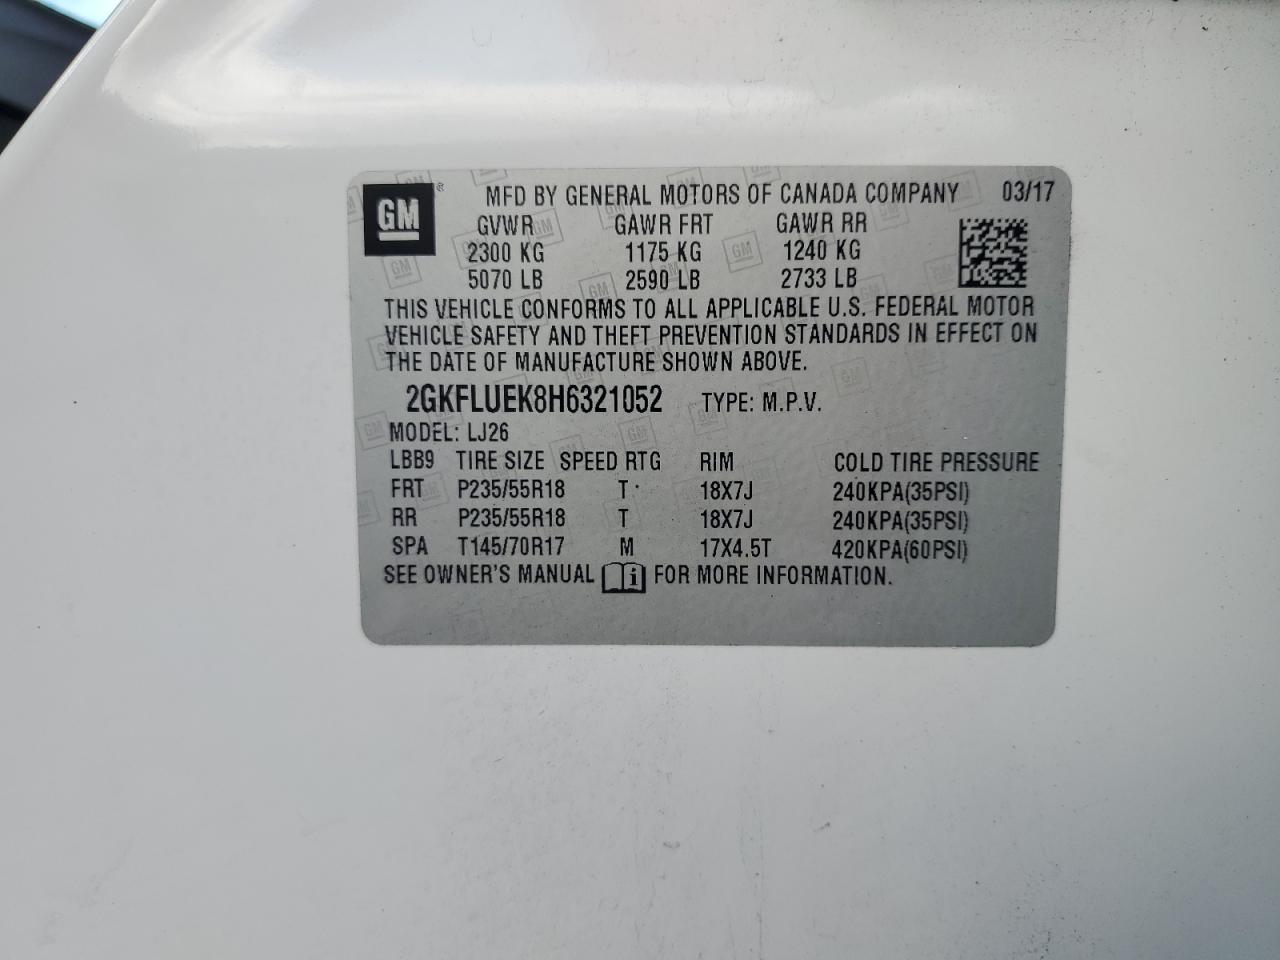 GM ® MFD BY GENERAL MOTORS OF CANADA COMPANY 03/17
GVWR GAWR FRT GAWR RR
2300 KG 1175 KG 1240 KG
5070 LB 2590 LB 2733 LB
THIS VEHICLE CONFORMS TO ALL APPLICABLE U.S. FEDERAL MOTOR
VEHICLE SAFETY AND THEFT PREVENTION STANDARDS IN EFFECT ON
THE DATE OF MANUFACTURE SHOWN ABOVE.
2GKFLUEK8H6321052 TYPE: M.P.V.
MODEL: LJ26
LBB9 TIRE SIZE SPEED RTG RIM COLD TIRE PRESSURE
FRT P235/55R18 T 18X7J 240KPA(35PSI)
RR P235/55R18 T 18X7J 240KPA(35PSI)
SPA T145/70R17 M 17X4.5T 420KPA(60PSI)
SEE OWNER'S MANUAL i FOR MORE INFORMATION.